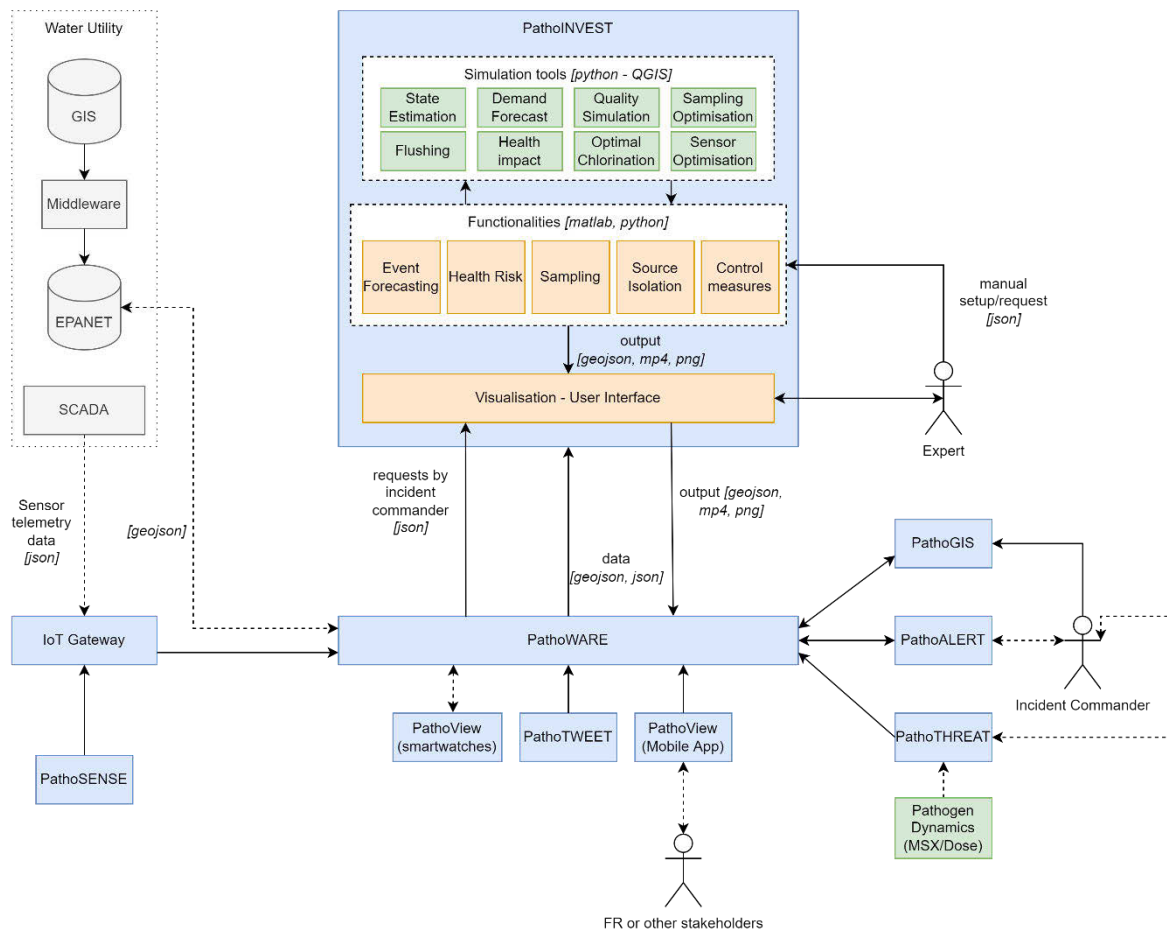 Water Utility
GIS
Middleware
EPANET
SCADA
PathoINVEST
Simulation tools [python - QGIS]
State
Estimation
Demand
Forecast
Quality
Simulation
Sampling
Optimisation
Flushing
Health
impact
Optimal
Chlorination
Sensor
Optimisation
Functionalities [matlab, python]
Event
Forecasting
Health Risk
Sampling
Source
Isolation
Control
measures
output
[geojson, mp4, png]
Visualisation - User Interface
manual
setup/request
[json]
Expert
Sensor
telemetry
data
[json]
[geojson]
requests by
incident
commander
[json]
data
[geojson, json]
output [geojson,
mp4, png]
IoT Gateway
PathoSENSE
PathoWARE
PathoView
(smartwatches)
PathoTWEET
PathoView
(Mobile App)
FR or other stakeholders
PathoGIS
PathoALERT
PathoTHREAT
Pathogen
Dynamics
(MSX/Dose)
Incident Commander